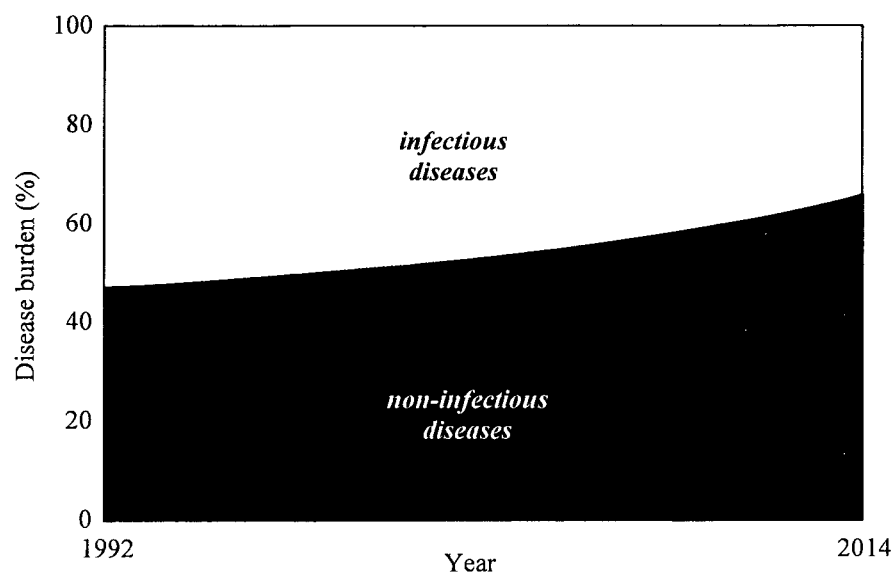 100
80
60
40
20
0
Disease burden (%)
infectious
diseases
non-infectious
diseases
1992
Year
2014